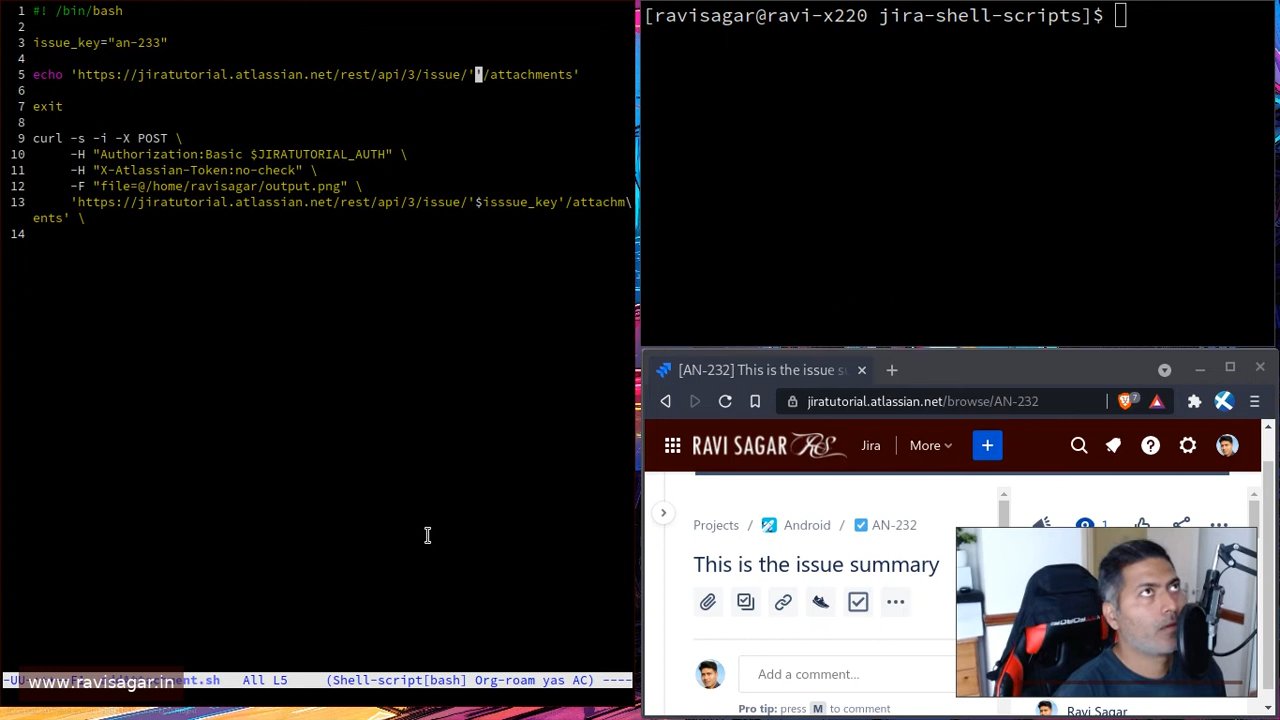 1 #! /bin/bash
2
3 issue_key="an-233"
4
5 echo 'https://jiratutorial.atlassian.net/rest/api/3/issue/''/attachments'
6
7 exit
8
9 curl -s -i -X POST \
10 -H "Authorization:Basic $JIRATUTORIAL_AUTH" \
11 -H "X-Atlassian-Token:no-check" \
12 -F "file=@/home/ravisagar/output.png" \
13 'https://jiratutorial.atlassian.net/rest/api/3/issue/'$isssue_key'/attachm\
ents' \
14
ent.sh All L5 (Shell-script[bash] Org-roam yas AC) ----
www.ravisagar.in
[ravisagar@ravi-x220 jira-shell-scripts]$
[AN-232] This is the issue s
jiratutorial.atlassian.net/browse/AN-232
7
RAVI SAGAR RS
Jira
More
Projects / Android / AN-232
1
This is the issue summary
Add a comment…
Pro tip: press M to comment
Ravi Sagar